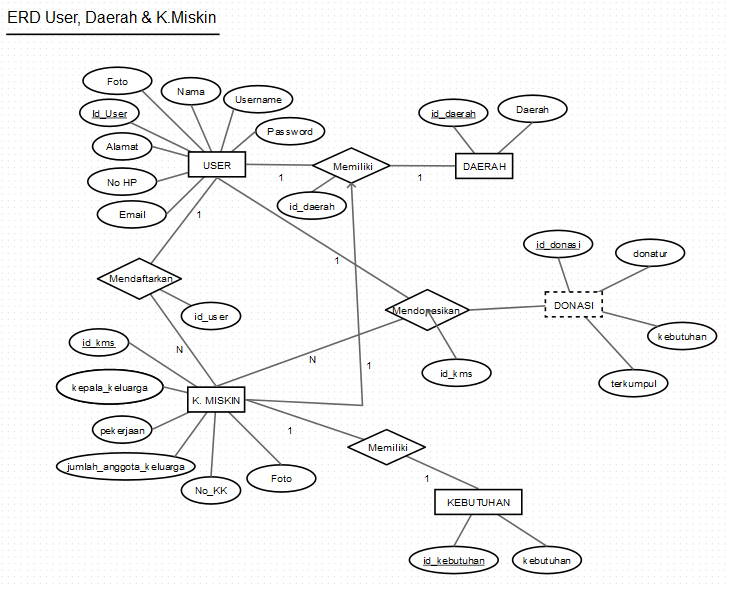 ERD User, Daerah & K.Miskin
Foto
Nama
Username
Id_User
Password
Alamat
No HP
Email
USER
1
Memiliki
id_daerah
1
id_daerah
Daerah
DAERAH
1
Mendaftarkan
id_user
N
1
Mendonasikan
id_kms
N
1
id_donasi
donatur
DONASI
kebutuhan
terkumpul
id_kms
kepala_keluarga
pekerjaan
jumlah_anggota_keluarga
No_KK
Foto
K. MISKIN
1
Memiliki
1
KEBUTUHAN
id_kebutuhan
kebutuhan